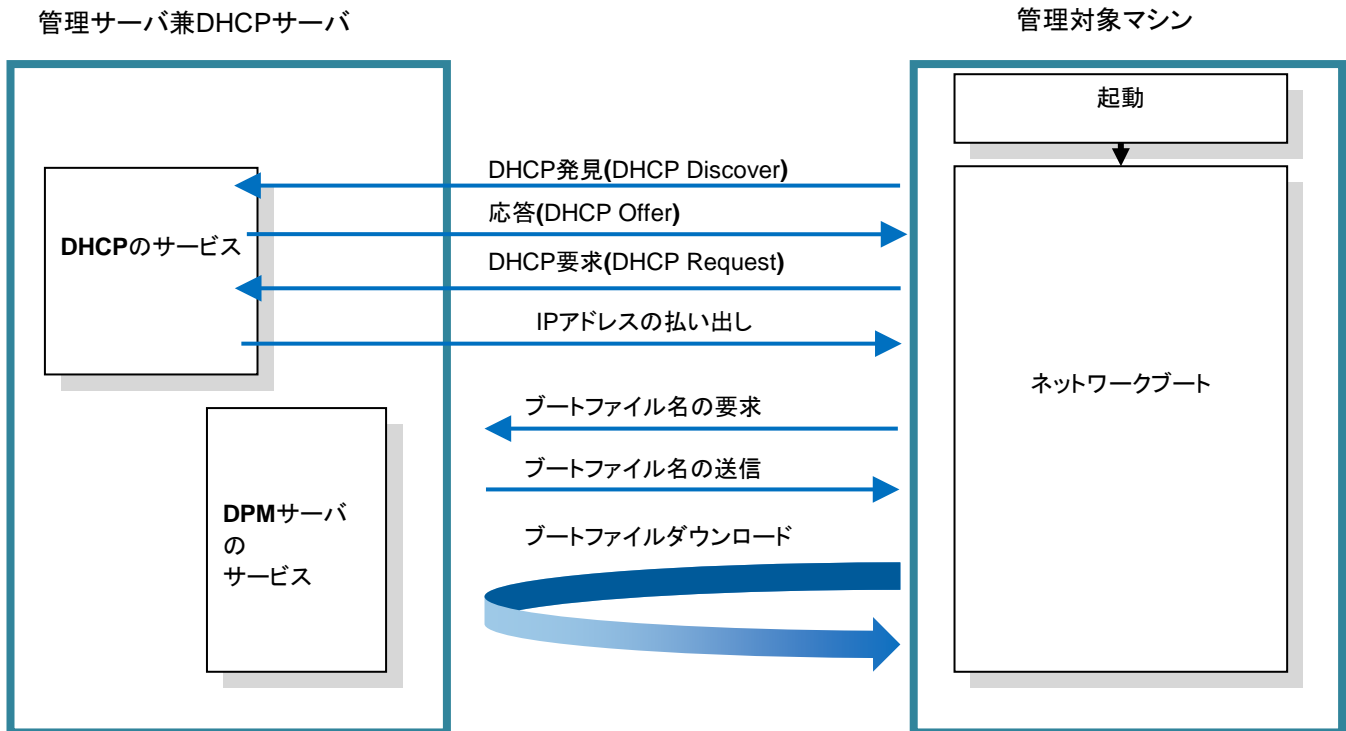 管理サーバ兼DHCPサーバ
管理対象マシン
起動
DHCP発見(DHCP Discover)
応答(DHCP Offer)
DHCPのサービス
DHCP要求(DHCP Request)
IPアドレスの払い出し
ネットワークブート
ブートファイル名の要求
ブートファイル名の送信
DPMサーバ
の
サービス
ブートファイルダウンロード